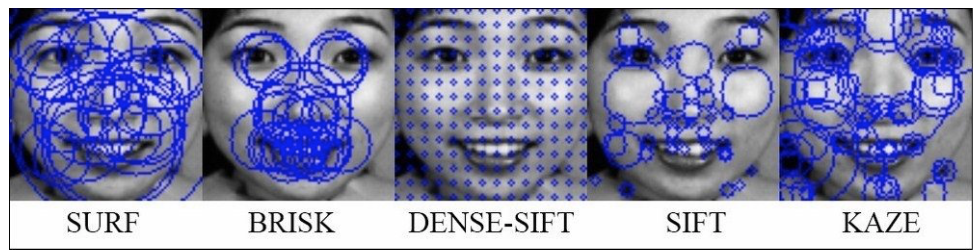 SURF BRISK DENSE-SIFT SIFT KAZE